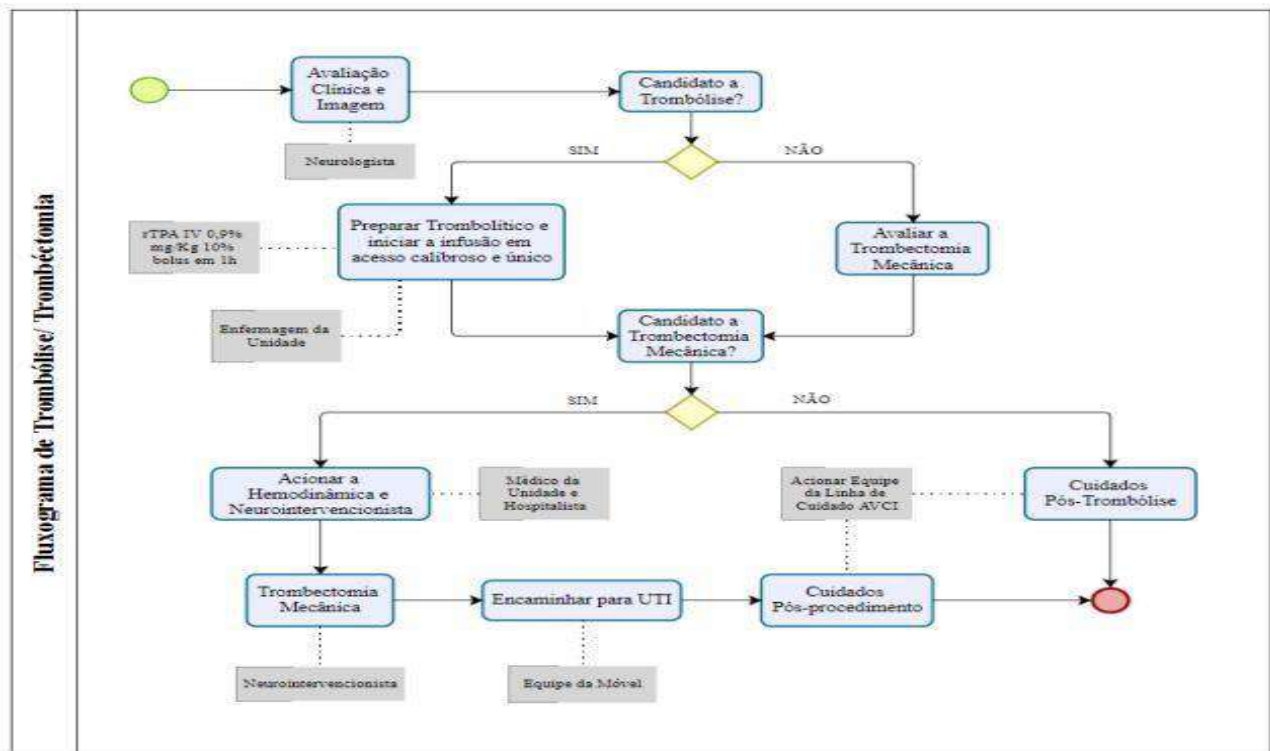 Fluxograma de Trombólise/ Trombéctomia
Avaliação
Clínica e
Imagem
Candidato a
Trombólise?
Neurologista
SIM
NÃO
rTPA IV 0,9%
mg/Kg 10%
bolus em 1h
Preparar Trombolítico e
iniciar a infusão em
acesso calibroso e único
Avaliar a
Trombectomia
Mecânica
Enfermagem da
Unidade
Candidato a
Trombectomia
Mecânica?
SIM
NÃO
Acionar a
Hemodinâmica e
Neurointervencionista
Médico da
Unidade e
Hospitalista
Acionar Equipe
da Linha de
Cuidado AVCI
Cuidados
Pós-Trombólise
Trombectomia
Mecânica
Encaminhar para UTI
Cuidados
Pós-procedimento
Neurointervencionista
Equipe da Móvel